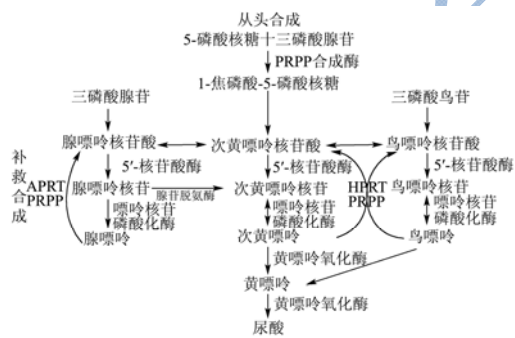 从头合成
5-磷酸核糖十三磷酸腺苷
PRPP合成酶
1-焦磷酸-5-磷酸核糖
三磷酸腺苷
三磷酸鸟苷
腺嘌呤核苷酸
次黄嘌呤核苷酸
鸟嘌呤核苷酸
5′-核苷酸酶
5′-核苷酸酶
5′-核苷酸酶
补救合成
APRT
PRPP
腺嘌呤核苷
腺苷脱氨酶
次黄嘌呤核苷
HPRT
PRPP
鸟嘌呤核苷
嘌呤核苷
磷酸化酶
嘌呤核苷
磷酸化酶
嘌呤核苷
磷酸化酶
腺嘌呤
次黄嘌呤
鸟嘌呤
黄嘌呤氧化酶
黄嘌呤
黄嘌呤氧化酶
尿酸